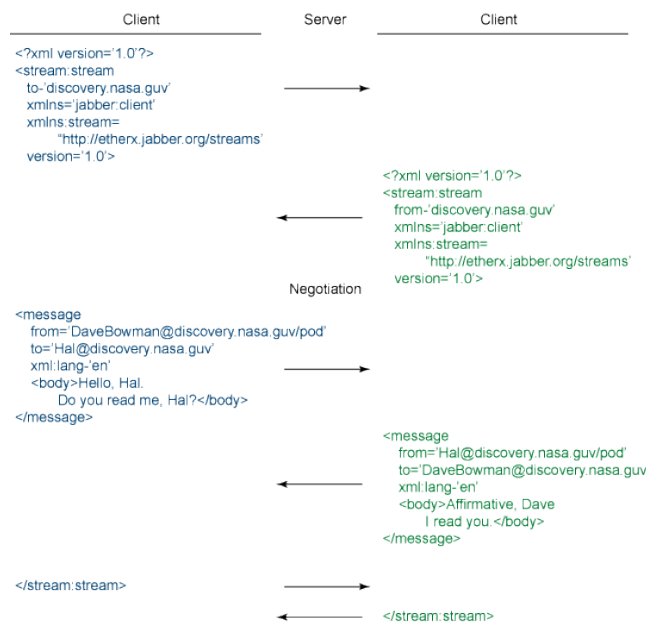 Client
Server
Client
<?xml version='1.0'?>
<stream:stream
to-'discovery.nasa.guv'
xmlns='jabber:client'
xmlns:stream=
"http://etherx.jabber.org/streams'
version='1.0'>
<?xml version='1.0'?>
<stream:stream
from-'discovery.nasa.guv'
xmlns='jabber:client'
xmlns:stream=
"http://etherx.jabber.org/streams'
version='1.0'>
Negotiation
<message
from='DaveBowman@discovery.nasa.guv/pod'
to='Hal@discovery.nasa.guv'
xml:lang-'en'
<body>Hello, Hal.
Do you read me, Hal?</body>
</message>
<message
from='Hal@discovery.nasa.guv/pod'
to='DaveBowman@discovery.nasa.guv
xml:lang-'en'
<body>Affirmative, Dave
I read you.</body>
</message>
</stream:stream>
</stream:stream>